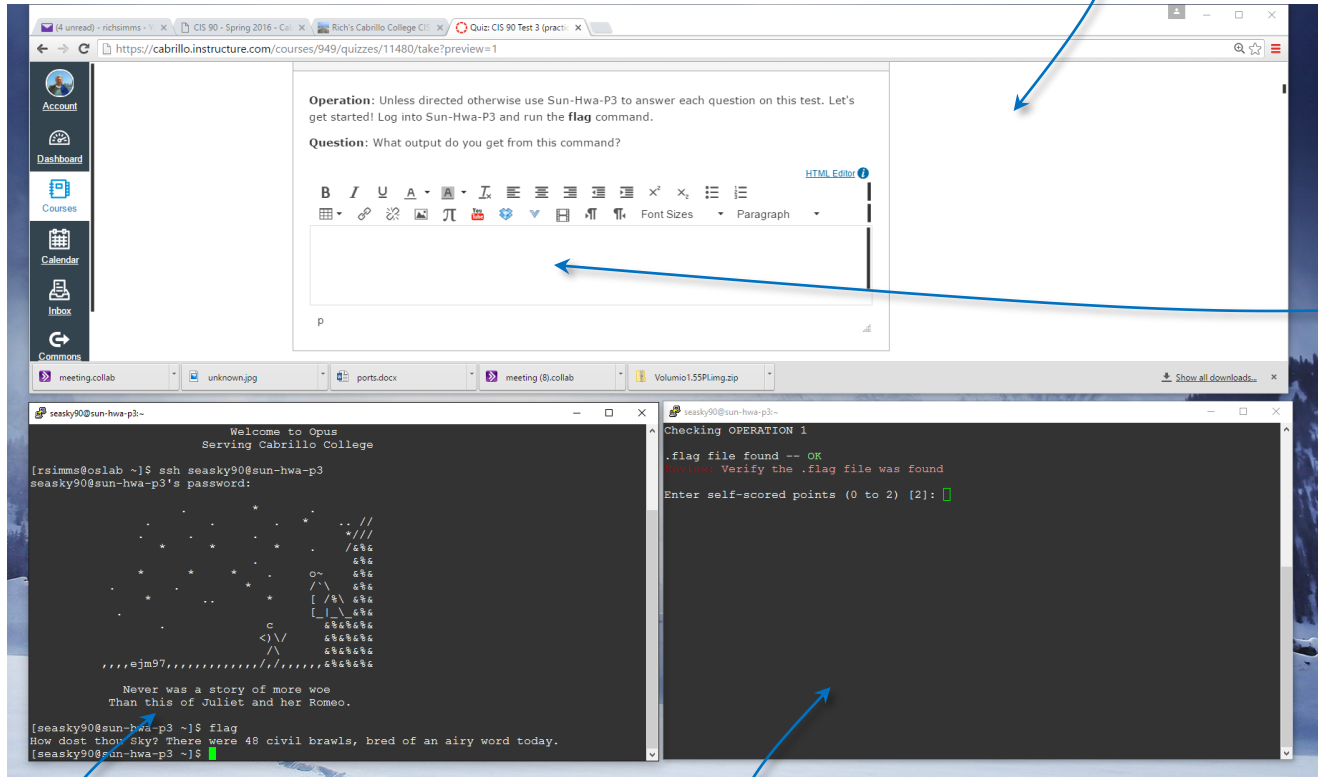 (4 unread) - richsimms - Y
CIS 90 - Spring 2016 - Cal
Rich's Cabrillo College CIS
Quiz: CIS 90 Test 3 (practic
https://cabrillo.instructure.com/courses/949/quizzes/11480/take?preview=1
Account
Dashboard
Courses
Calendar
Inbox
Commons
Operation: Unless directed otherwise use Sun-Hwa-P3 to answer each question on this test. Let's
get started! Log into Sun-Hwa-P3 and run the flag command.
Question: What output do you get from this command?
HTML Editor
B I U A A Ix x² x₂
π You Tube Font Sizes Paragraph
p
meeting.collab
unknown.jpg
ports.docx
meeting (8).collab
Volumio1.55PI.img.zip
Show all downloads...
seasky90@sun-hwa-p3:~
Welcome to Opus
Serving Cabrillo College
[rsimms@oslab ~]$ ssh seasky90@sun-hwa-p3
seasky90@sun-hwa-p3's password:
. * .
. . . * .. //
. . . *///
* * * . /&%&
. &%&
* * * . o~ &%&
. . * /`\ &%&
* .. * [ /%\ &%&
. [_|_\_&%&
. c &%&%&%&
<)\/ &%&%&%&
/\ &%&%&%&
,,,,ejm97,,,,,,,,,,,,,/,/,,,,,,&%&%&%&
Never was a story of more woe
Than this of Juliet and her Romeo.
[seasky90@sun-hwa-p3 ~]$ flag
How dost thou Sky? There were 48 civil brawls, bred of an airy word today.
[seasky90@sun-hwa-p3 ~]$
seasky90@sun-hwa-p3:~
Checking OPERATION 1
.flag file found -- OK
Review: Verify the .flag file was found
Enter self-scored points (0 to 2) [2]: